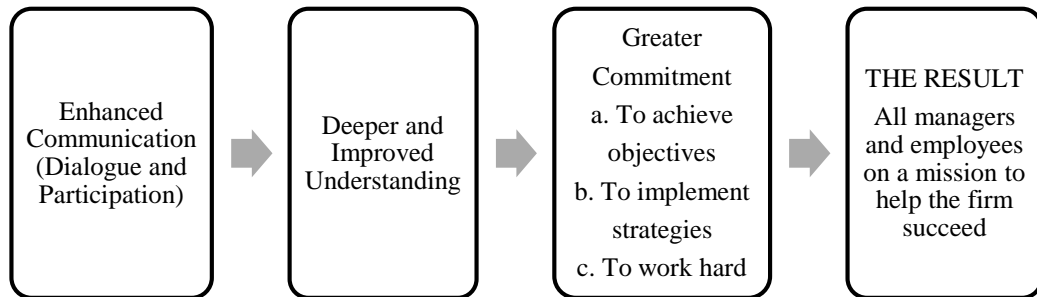 Enhanced
Communication
(Dialogue and
Participation)
Deeper and
Improved
Understanding
Greater
Commitment
a. To achieve
objectives
b. To implement
strategies
c. To work hard
THE RESULT
All managers
and employees
on a mission to
help the firm
succeed